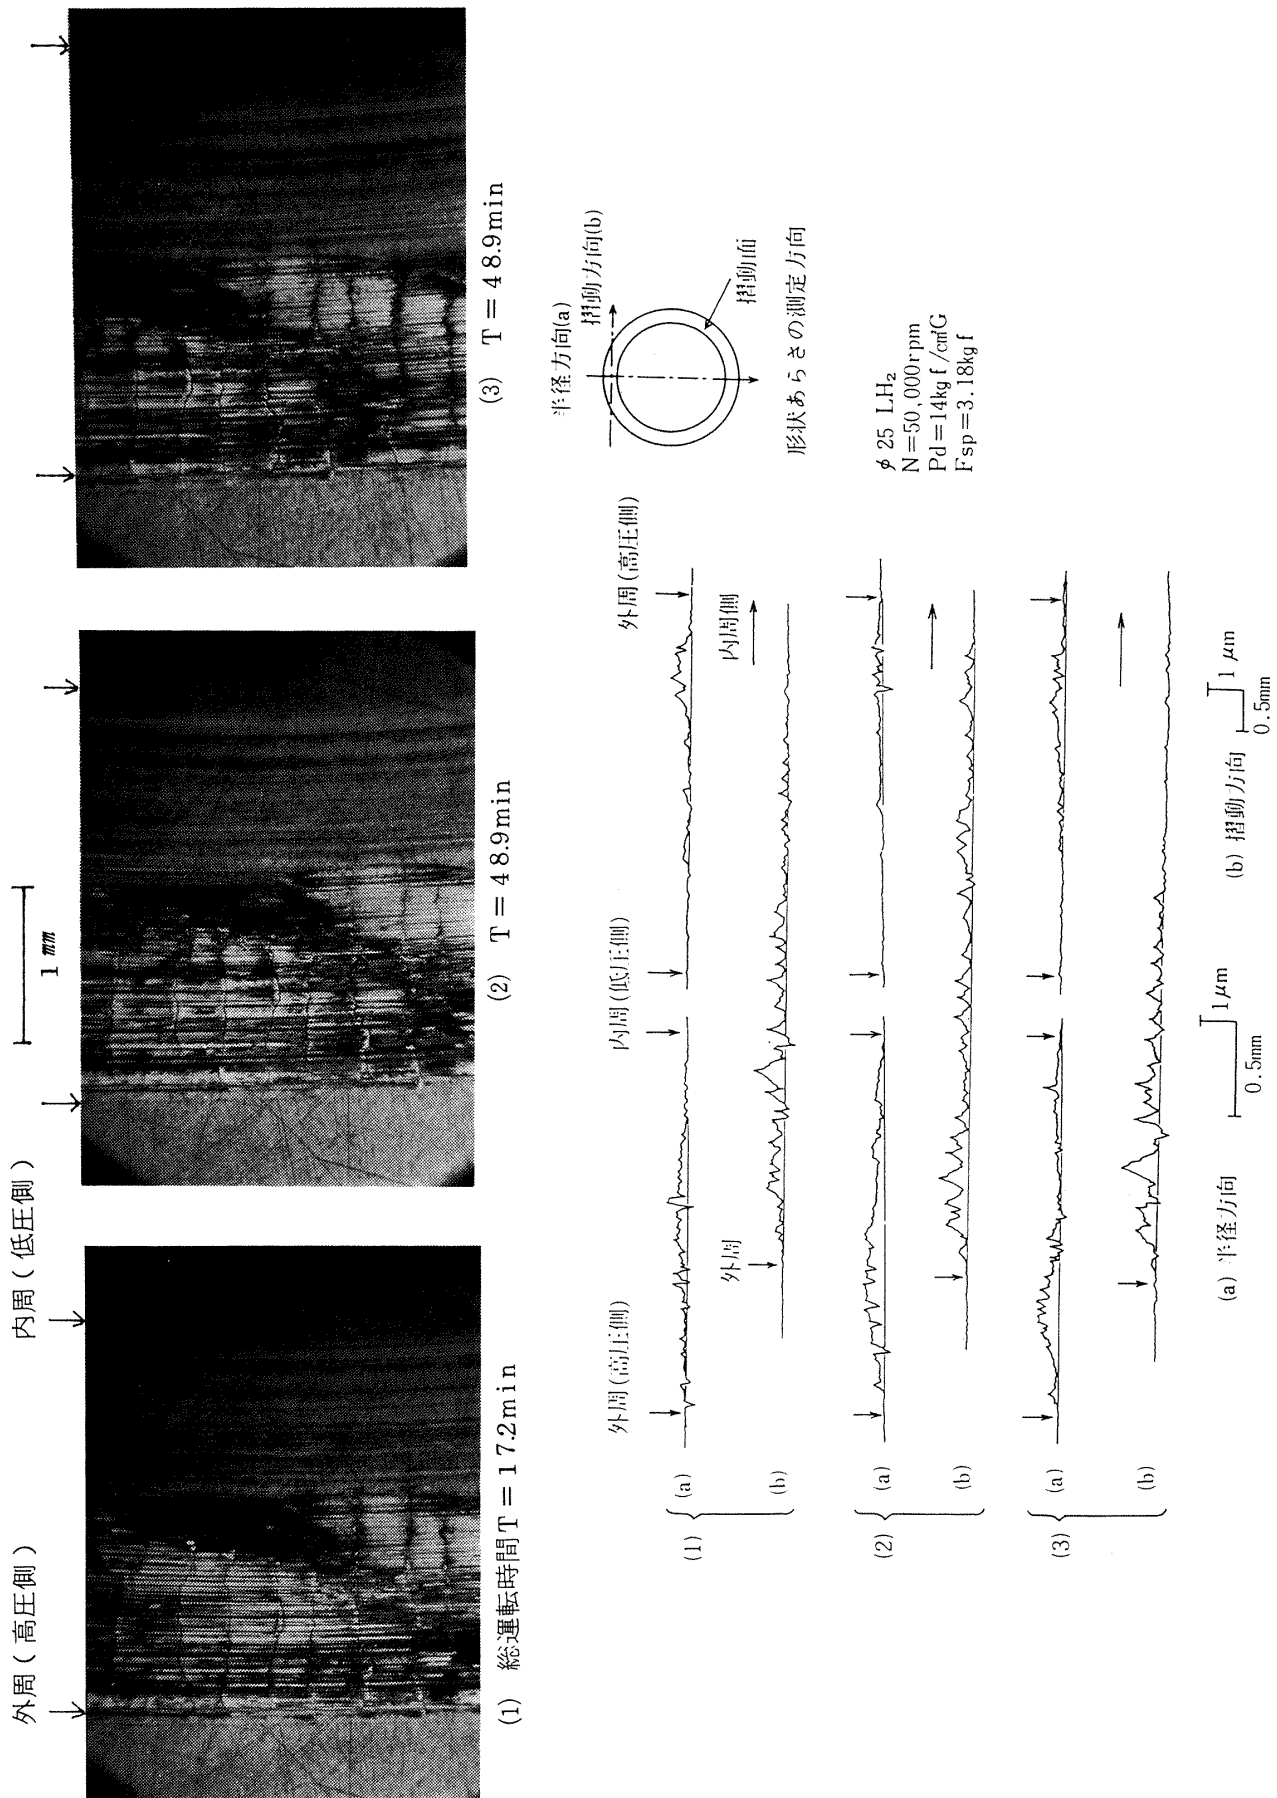 外周（高圧側）
内周（低圧側）
1 mm
(1) 総運転時間T＝17.2min
(2) T＝48.9min
(3) T＝48.9min
外周(高圧側)
内周(低圧側)
外周(高圧側)
(1)
(a)
(b)
外周
内周側
(2)
(a)
(b)
(3)
(a)
(b)
(a) 半径方向
0.5mm
1μm
(b) 摺動方向
0.5mm
1μm
半径方向(a)
摺動方向(b)
摺動面
形状あらさの測定方向
φ25 LH₂
N＝50,000rpm
Pd＝14kgf/c㎡G
Fsp＝3.18kgf